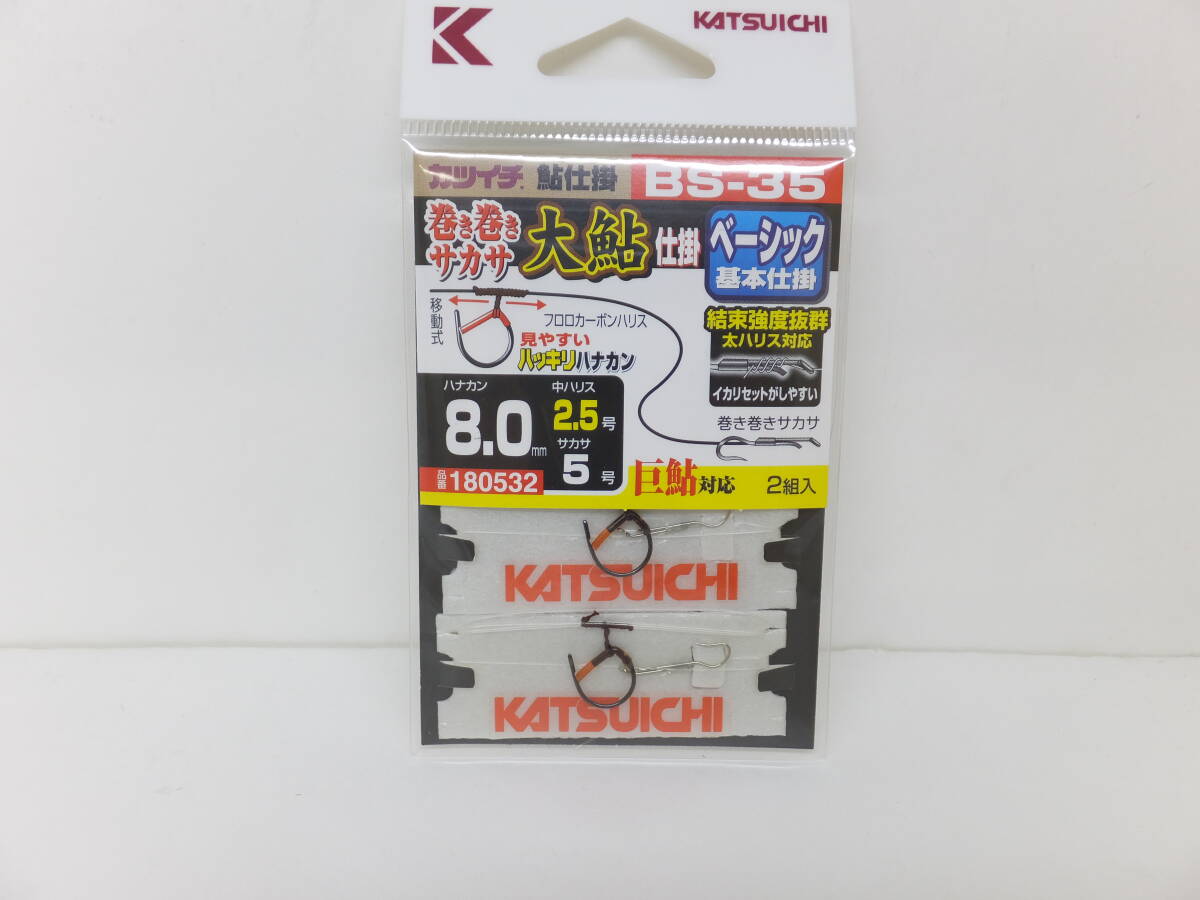 K KATSUICHI
カツイチ. 鮎仕掛 BS-35
巻き巻き
サカサ
大鮎仕掛
ベーシック
基本仕掛
移動式
フロロカーボンハリス
見やすい
ハッキリハナカン
結束強度抜群
太ハリス対応
イカリセットがしやすい
巻き巻きサカサ
ハナカン
8.0mm
中ハリス
2.5号
サカサ
5号
品番 180532
巨鮎対応 2組入
KATSUICHI
KATSUICHI